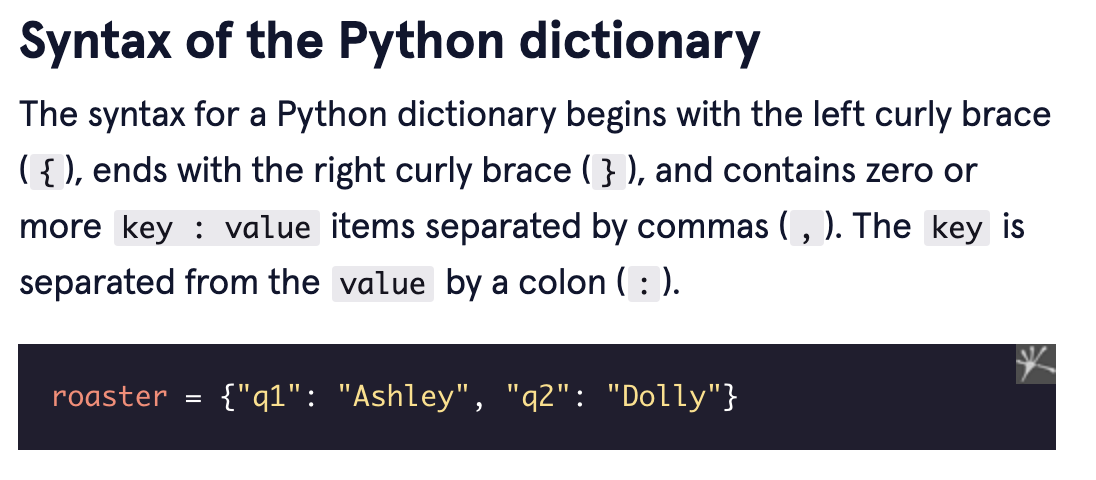 Syntax of the Python dictionary
The syntax for a Python dictionary begins with the left curly brace
( { ), ends with the right curly brace ( } ), and contains zero or
more key : value items separated by commas ( , ). The key is
separated from the value by a colon ( : ).
roaster = {"q1": "Ashley", "q2": "Dolly"}